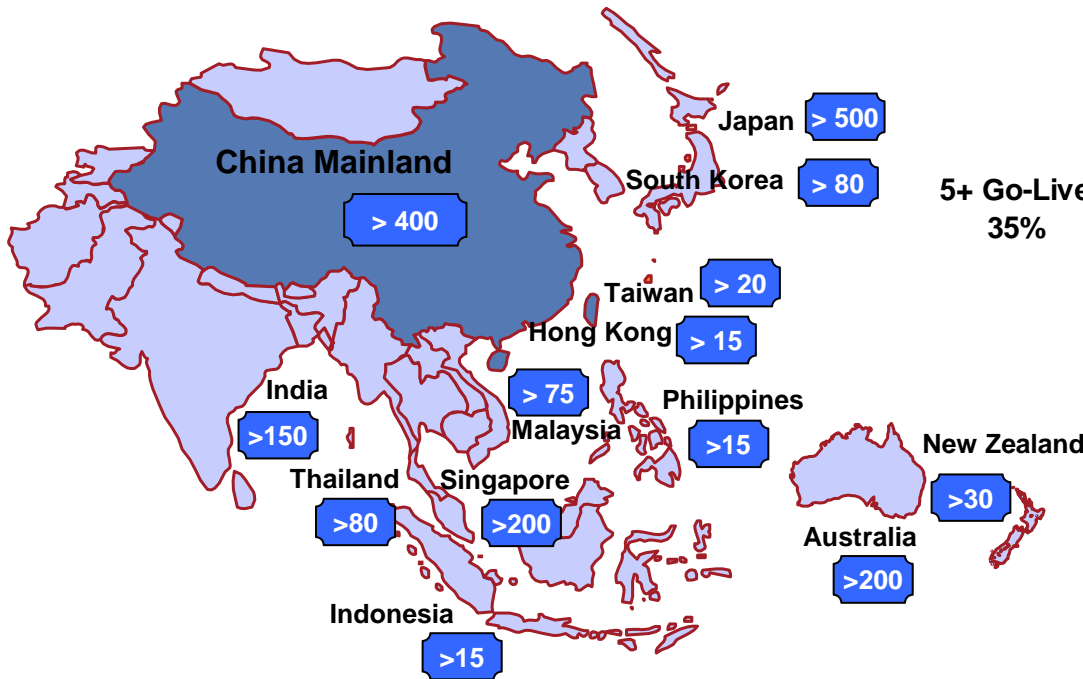 Japan
> 500
China Mainland
> 400
South Korea
> 80
5+ Go-Live
35%
Taiwan
> 20
Hong Kong
> 15
India
>150
> 75
Malaysia
Philippines
>15
New Zealand
>30
Thailand
>80
Singapore
>200
Australia
>200
Indonesia
>15